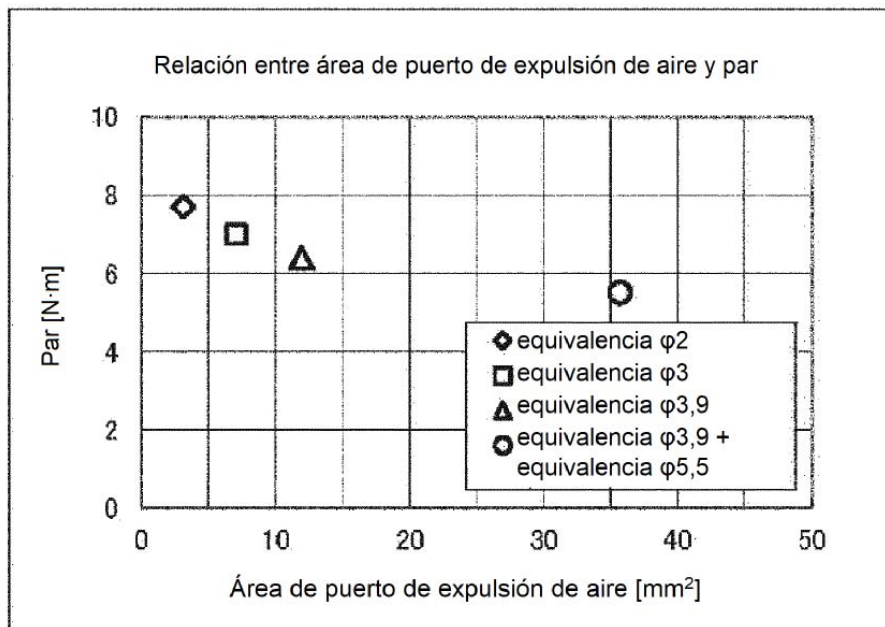 Relación entre área de puerto de expulsión de aire y par
10
8
6
4
2
0
Par [N·m]
equivalencia φ2
equivalencia φ3
equivalencia φ3,9
equivalencia φ3,9 +
equivalencia φ5,5
0 10 20 30 40 50
Área de puerto de expulsión de aire [mm²]